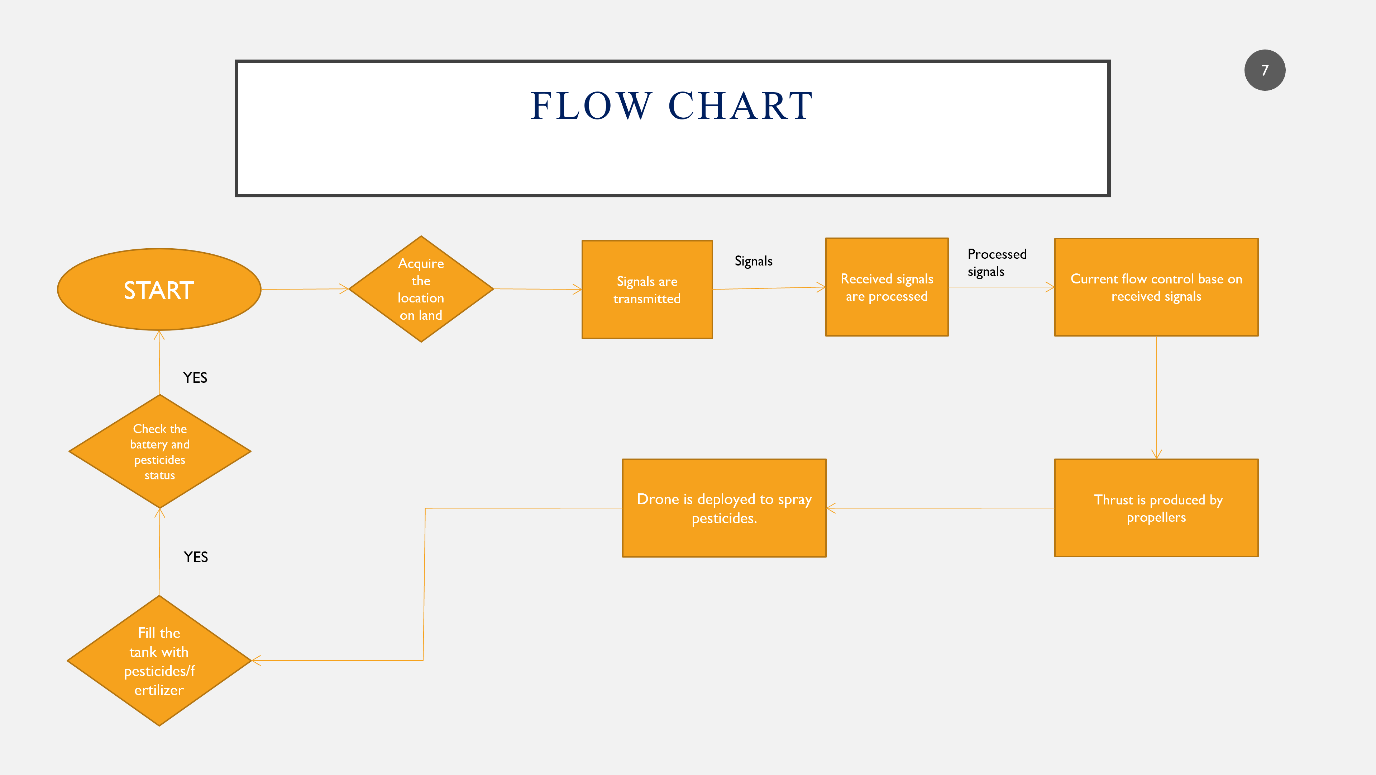 7
FLOW CHART
START
Acquire
the
location
on land
Signals are
transmitted
Signals
Received signals
are processed
Processed
signals
Current flow control base on
received signals
YES
Check the
battery and
pesticides
status
Drone is deployed to spray
pesticides.
Thrust is produced by
propellers
YES
Fill the
tank with
pesticides/f
ertilizer